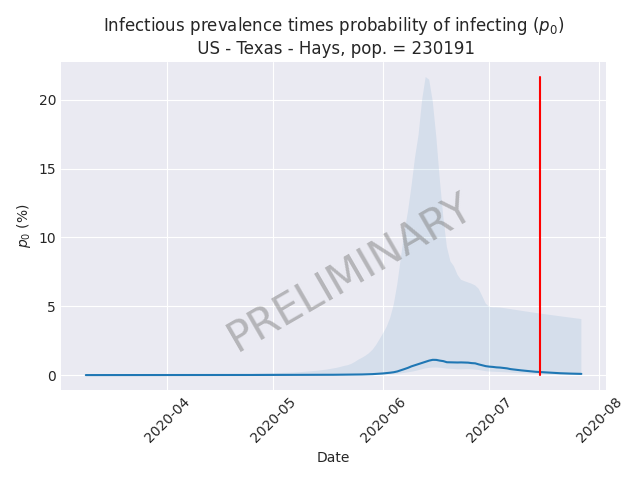 Infectious prevalence times probability of infecting (p₀)
US - Texas - Hays, pop. = 230191
20
15
10
5
0
p₀ (%)
PRELIMINARY
2020-04
2020-05
2020-06
2020-07
2020-08
Date